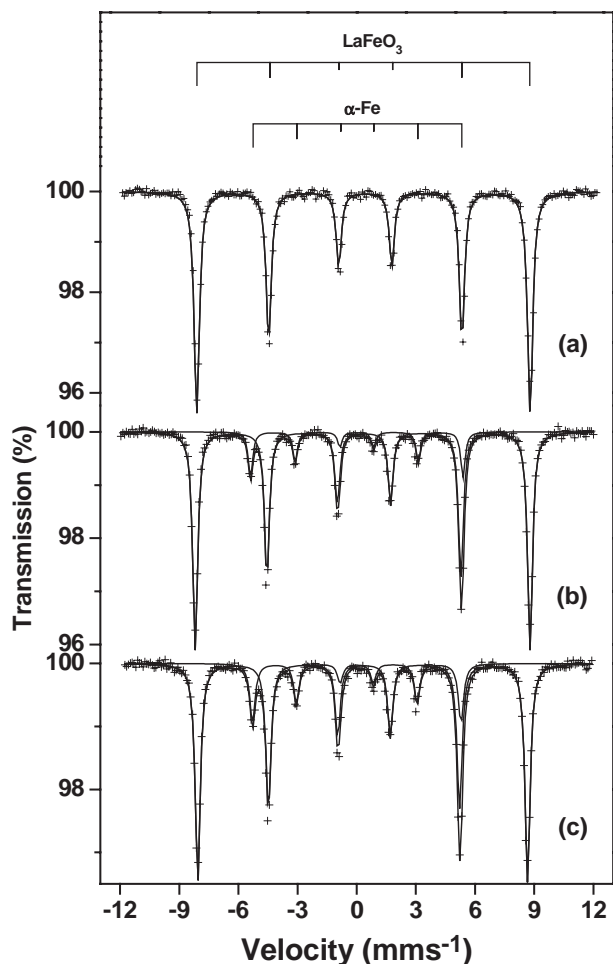 LaFeO3
α-Fe
100
98
96
(a)
100
98
96
(b)
100
98
(c)
Transmission (%)
-12 -9 -6 -3 0 3 6 9 12
Velocity (mms-1)